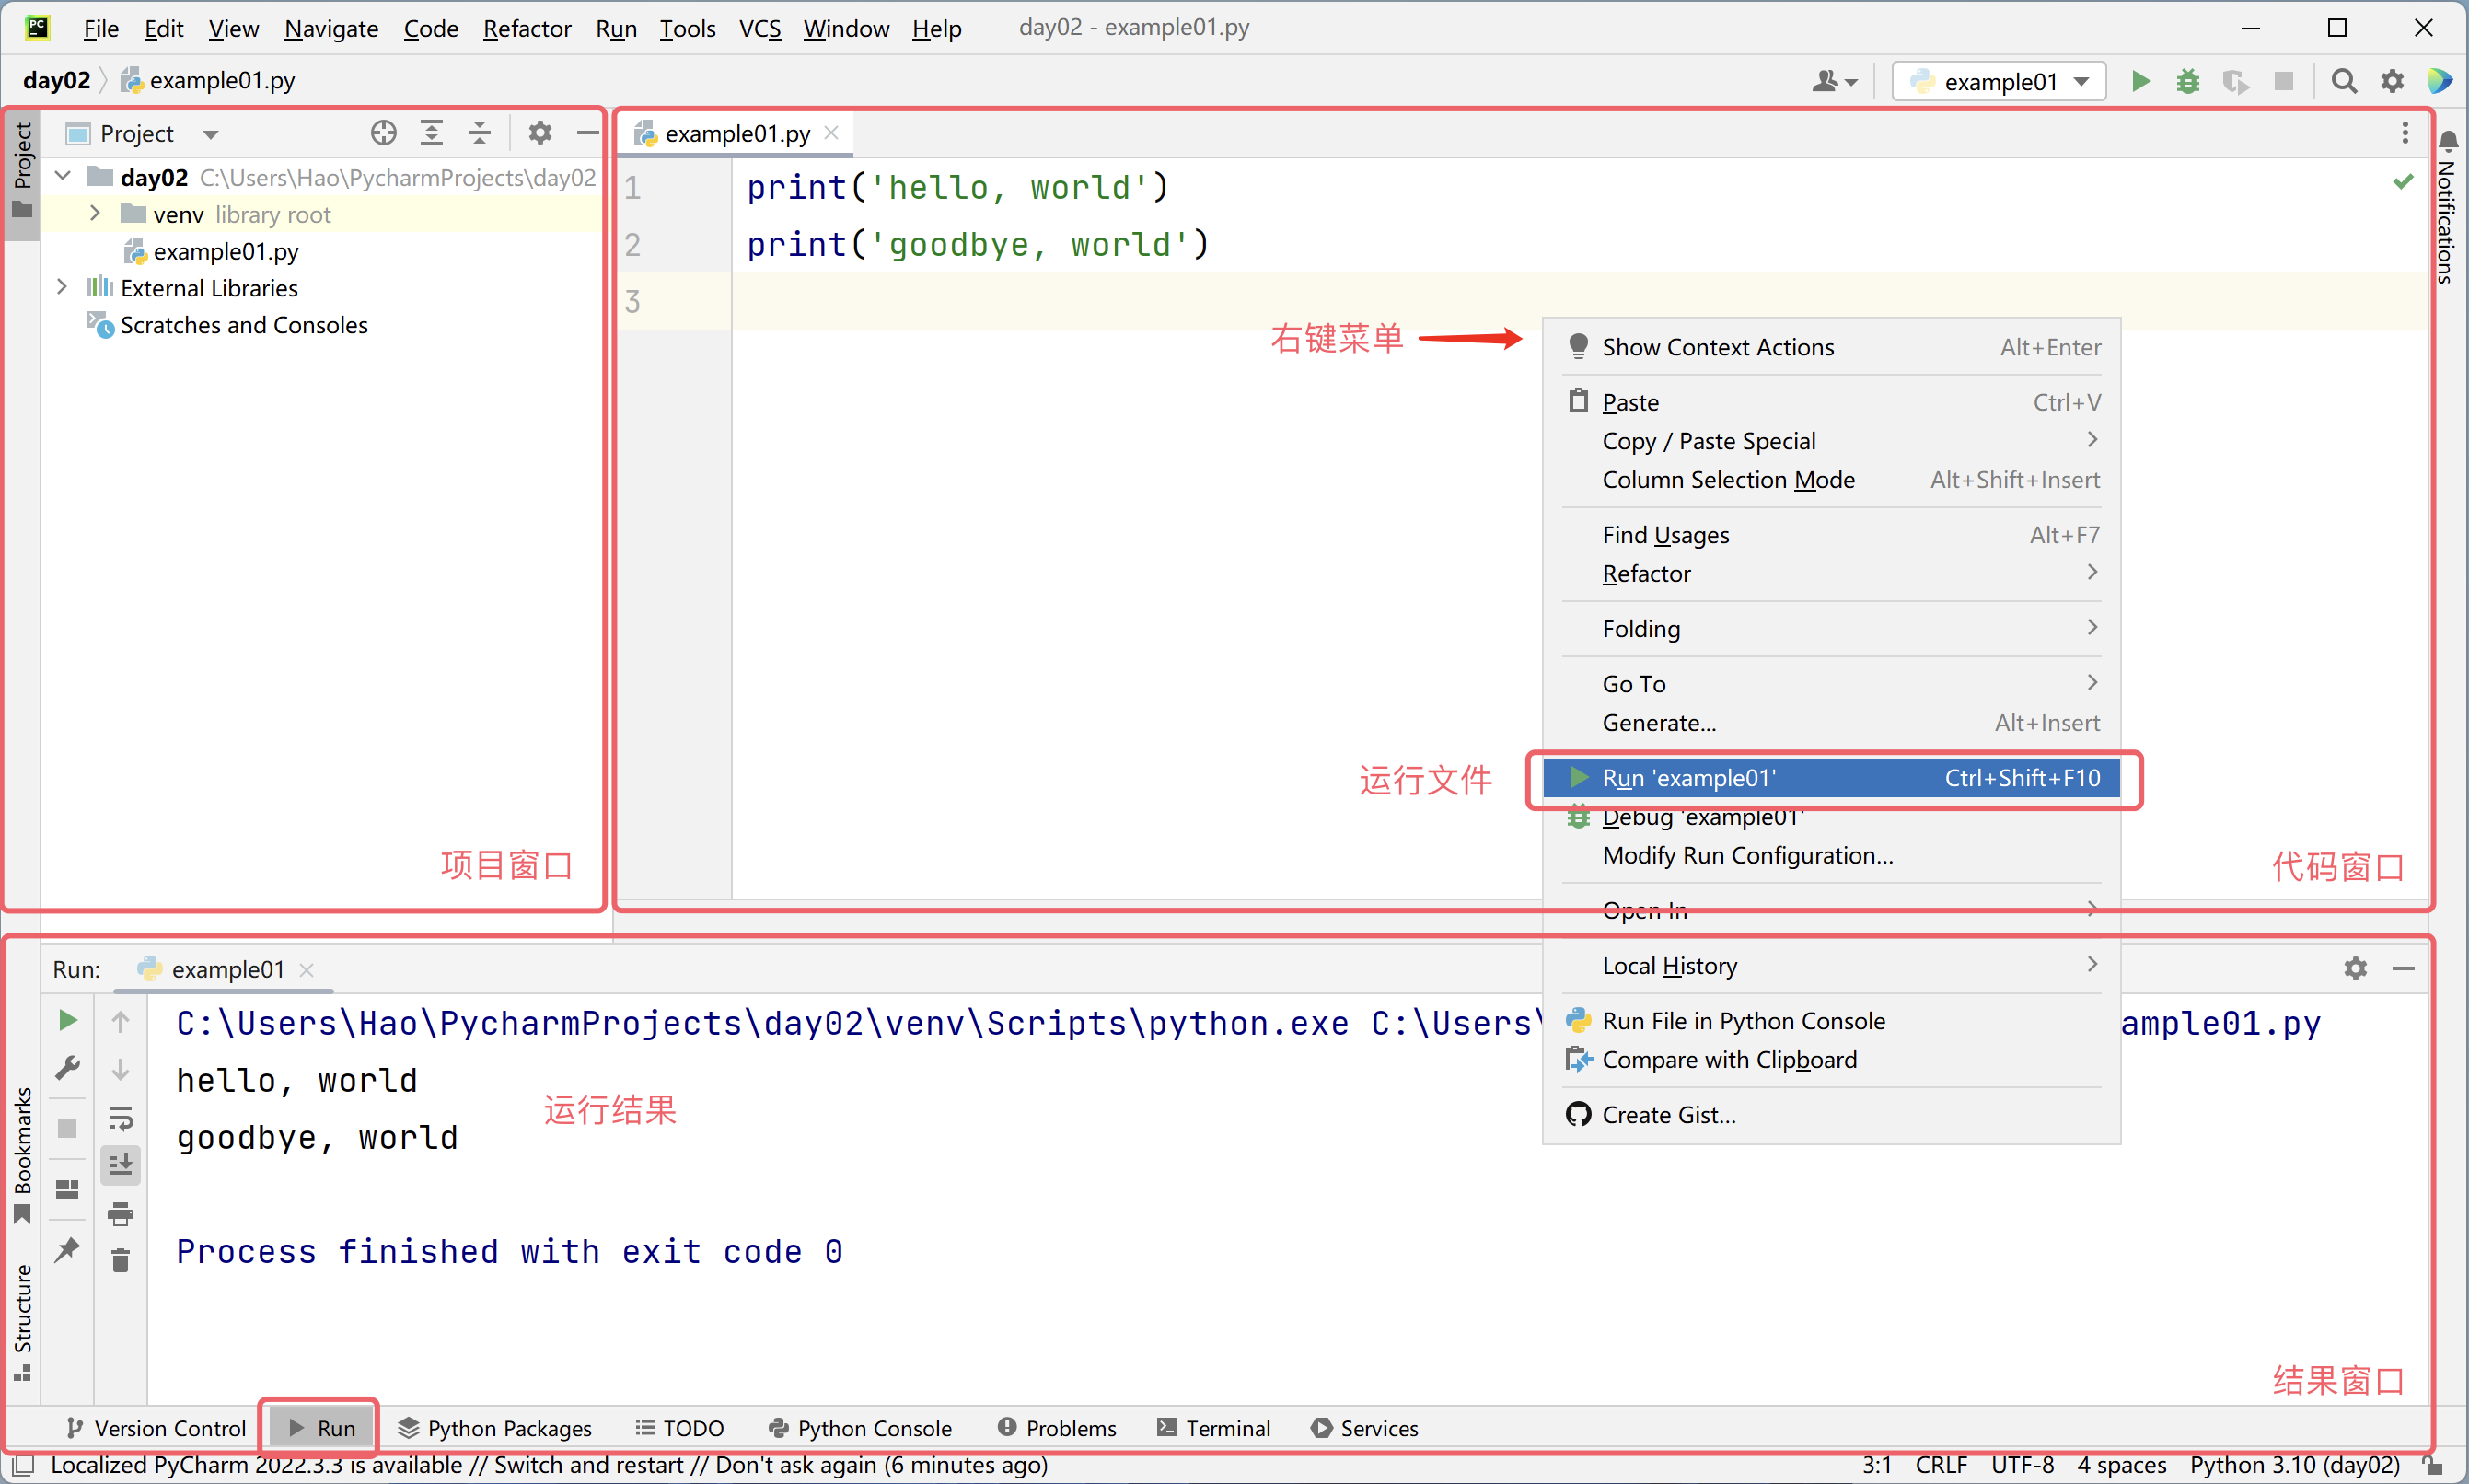 File Edit View Navigate Code Refactor Run Tools VCS Window Help day02 - example01.py
day02 example01.py
example01
Project
Project
day02 C:\Users\Hao\PycharmProjects\day02
venv library root
example01.py
External Libraries
Scratches and Consoles
项目窗口
example01.py
1 print('hello, world')
2 print('goodbye, world')
3
Notifications
右键菜单
Show Context Actions Alt+Enter
Paste Ctrl+V
Copy / Paste Special
Column Selection Mode Alt+Shift+Insert
Find Usages Alt+F7
Refactor
Folding
Go To
Generate... Alt+Insert
运行文件
Run 'example01' Ctrl+Shift+F10
Debug 'example01'
Modify Run Configuration...
Open In
Local History
Run File in Python Console
Compare with Clipboard
Create Gist...
代码窗口
Run: example01
C:\Users\Hao\PycharmProjects\day02\venv\Scripts\python.exe C:\Users\ ample01.py
hello, world
goodbye, world
运行结果
Process finished with exit code 0
结果窗口
Bookmarks
Structure
Version Control Run Python Packages TODO Python Console Problems Terminal Services
Localized PyCharm 2022.3.3 is available // Switch and restart // Don't ask again (6 minutes ago) 3:1 CRLF UTF-8 4 spaces Python 3.10 (day02)